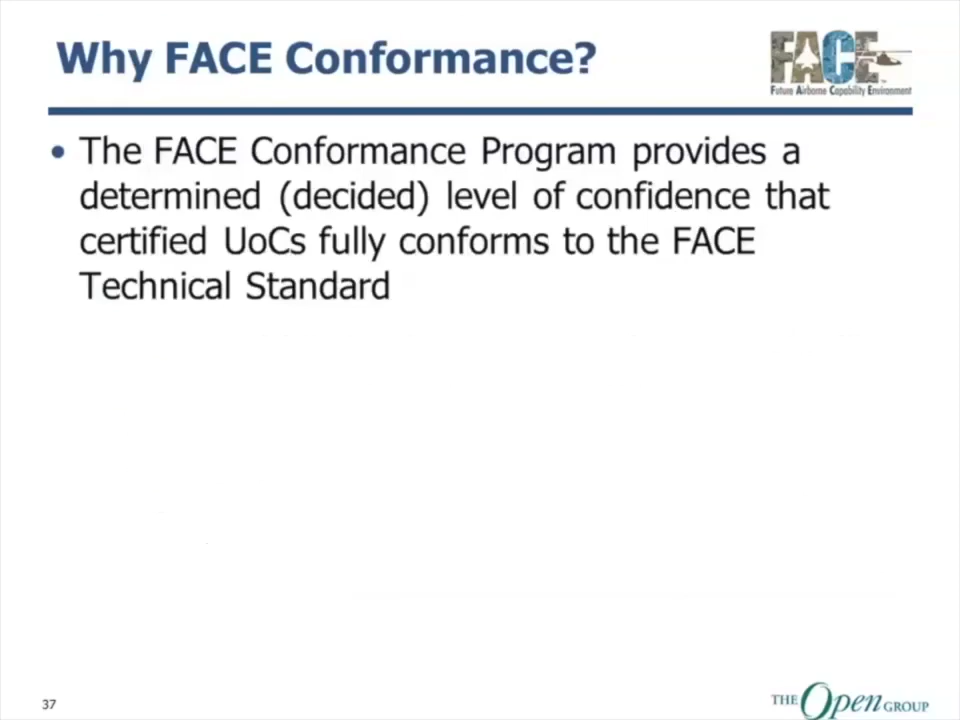 Why FACE Conformance?
FACE
Future Airborne Capability Environment
• The FACE Conformance Program provides a
determined (decided) level of confidence that
certified UoCs fully conforms to the FACE
Technical Standard
37
THE Open GROUP